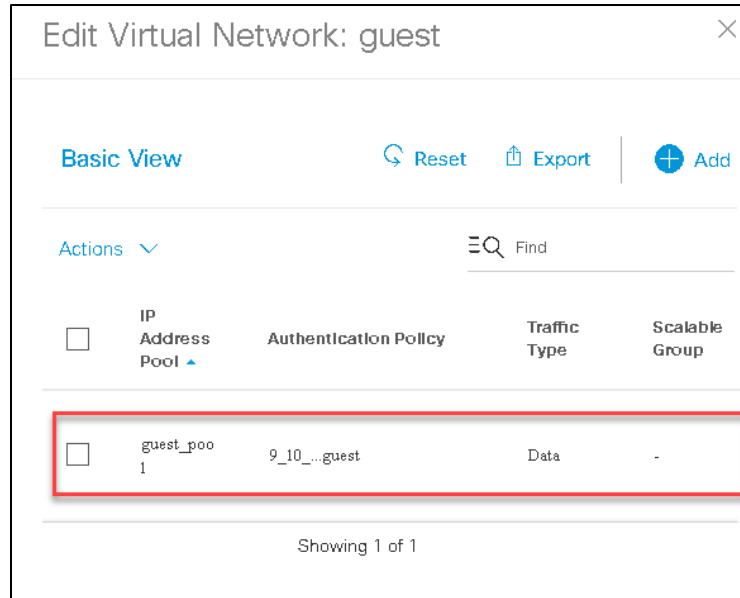 Edit Virtual Network: guest
Basic View Reset Export Add
Actions Find
IP
Address
Pool
Authentication Policy
Traffic
Type
Scalable
Group
guest_poo
l
9_10_...guest
Data
-
Showing 1 of 1